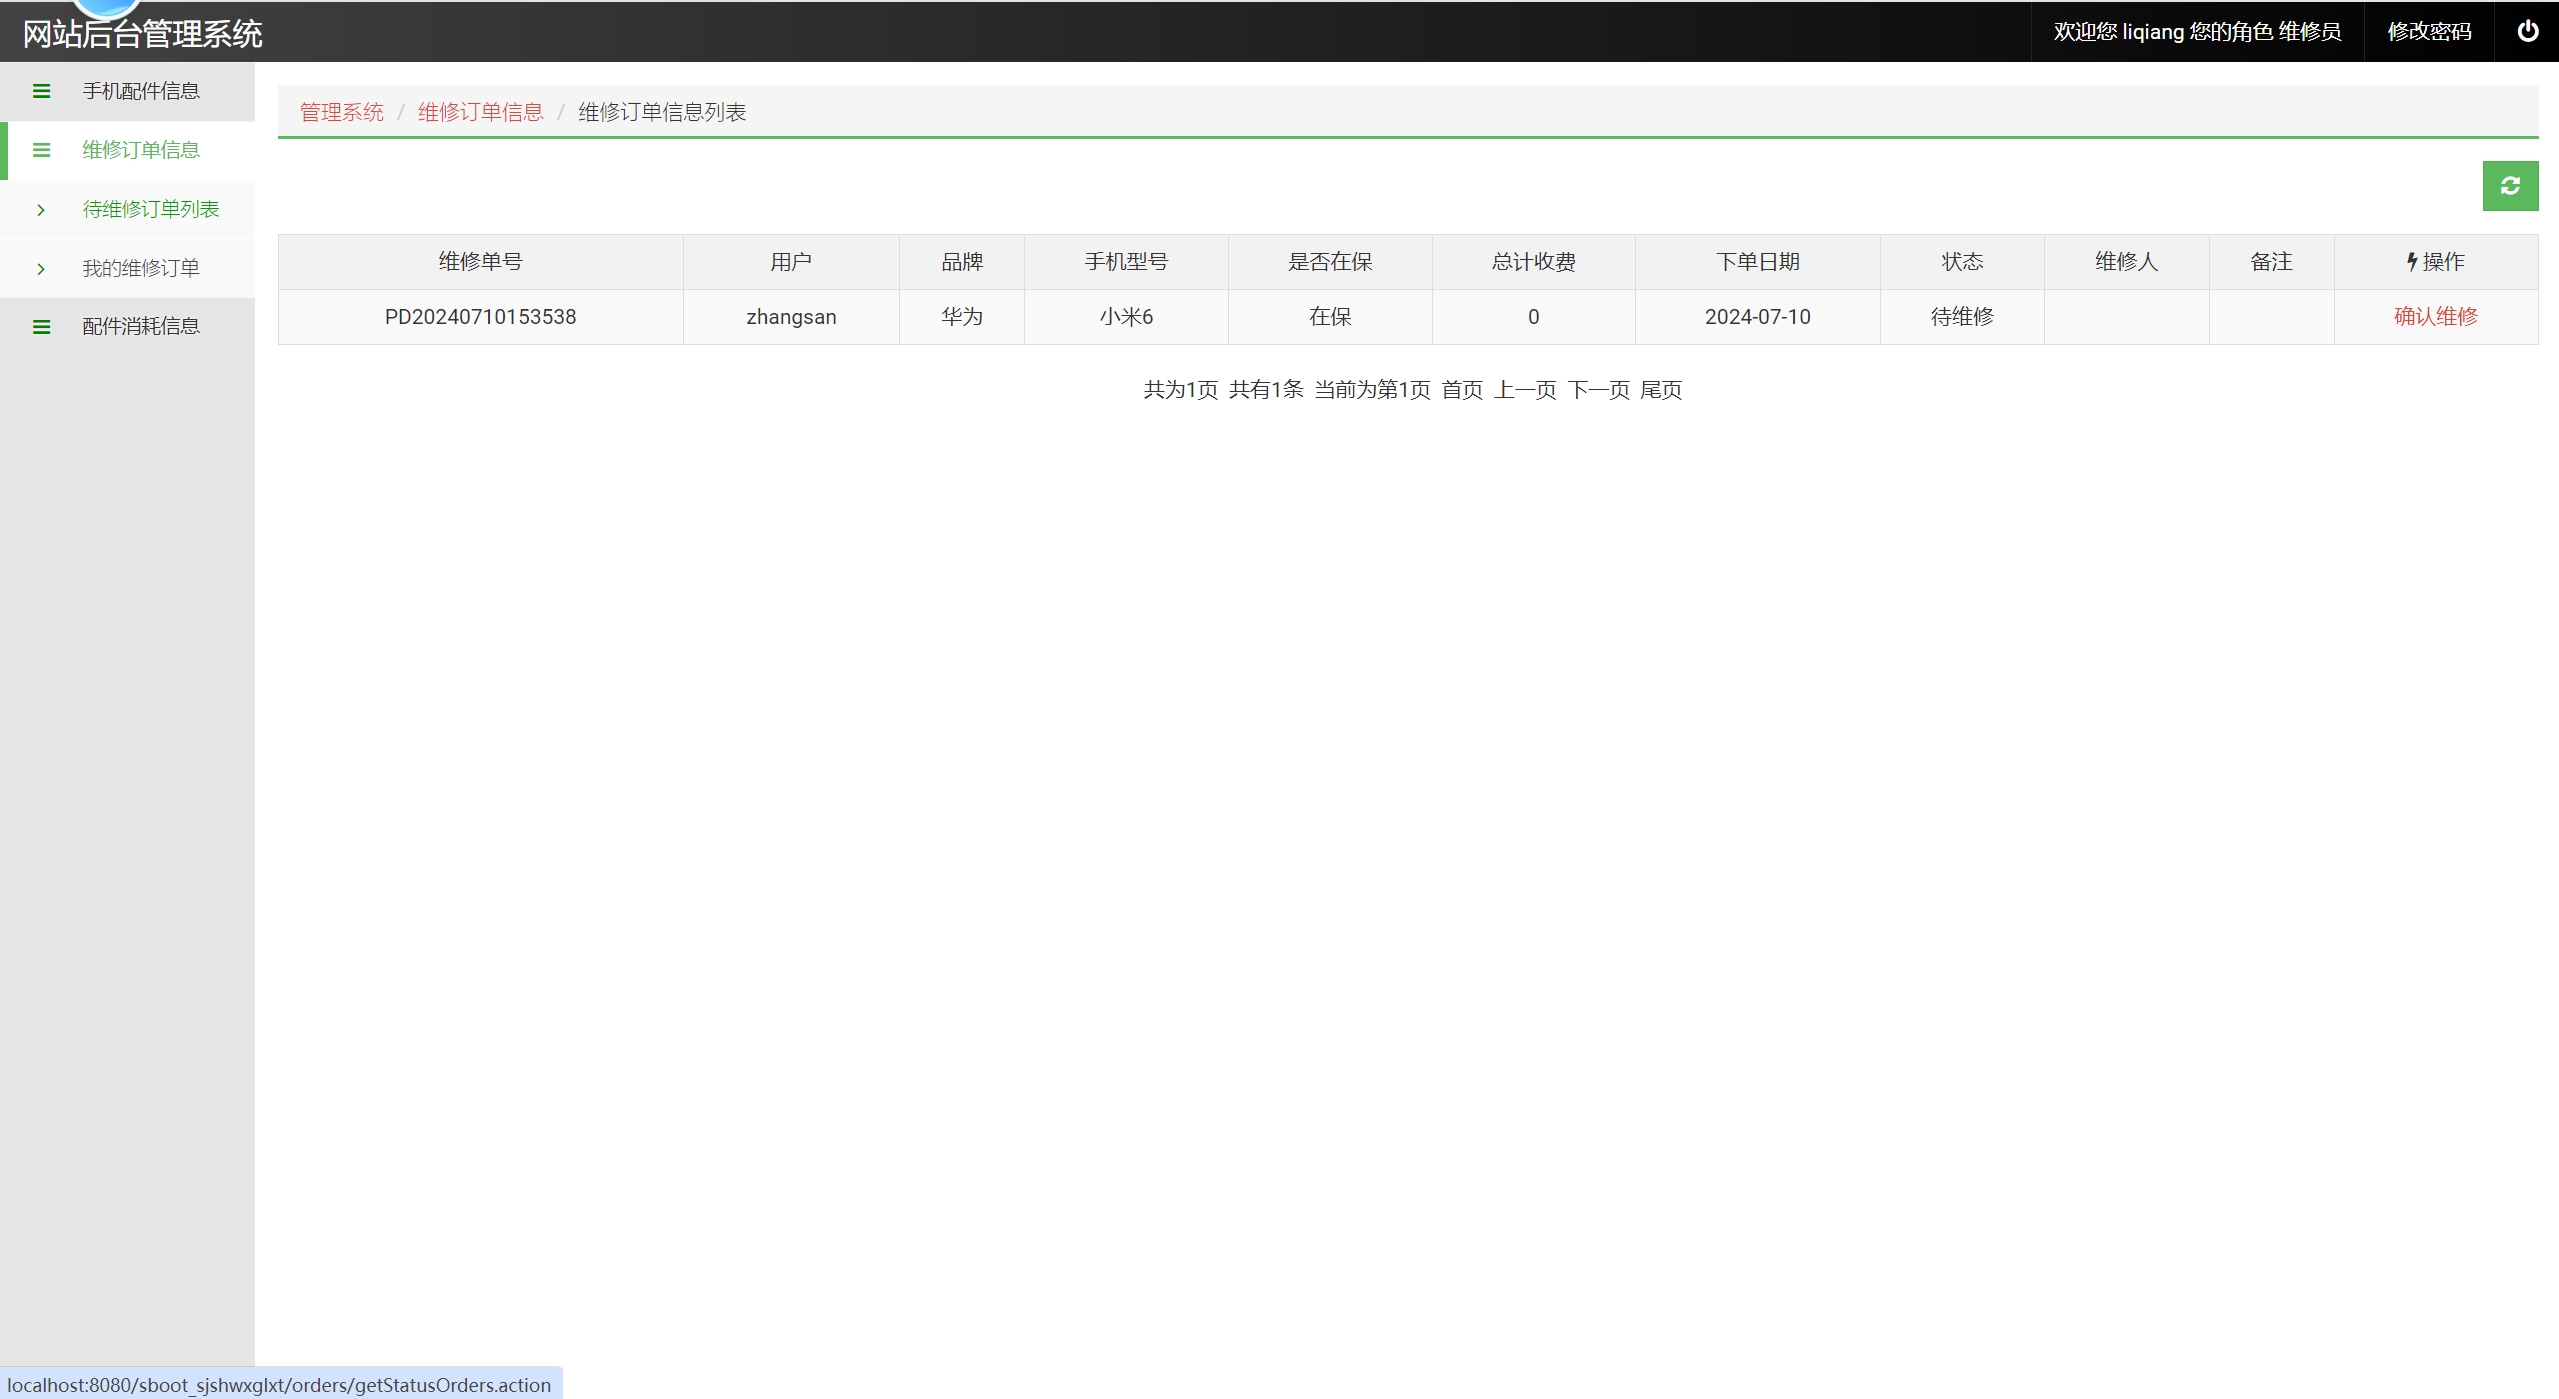 网站后台管理系统
欢迎您 liqiang 您的角色 维修员 修改密码
手机配件信息
维修订单信息
待维修订单列表
我的维修订单
配件消耗信息
管理系统 / 维修订单信息 / 维修订单信息列表
维修单号 用户 品牌 手机型号 是否在保 总计收费 下单日期 状态 维修人 备注 操作
PD20240710153538 zhangsan 华为 小米6 在保 0 2024-07-10 待维修 确认维修
共为1页 共有1条 当前为第1页 首页 上一页 下一页 尾页
localhost:8080/sboot_sjshwxglxt/orders/getStatusOrders.action